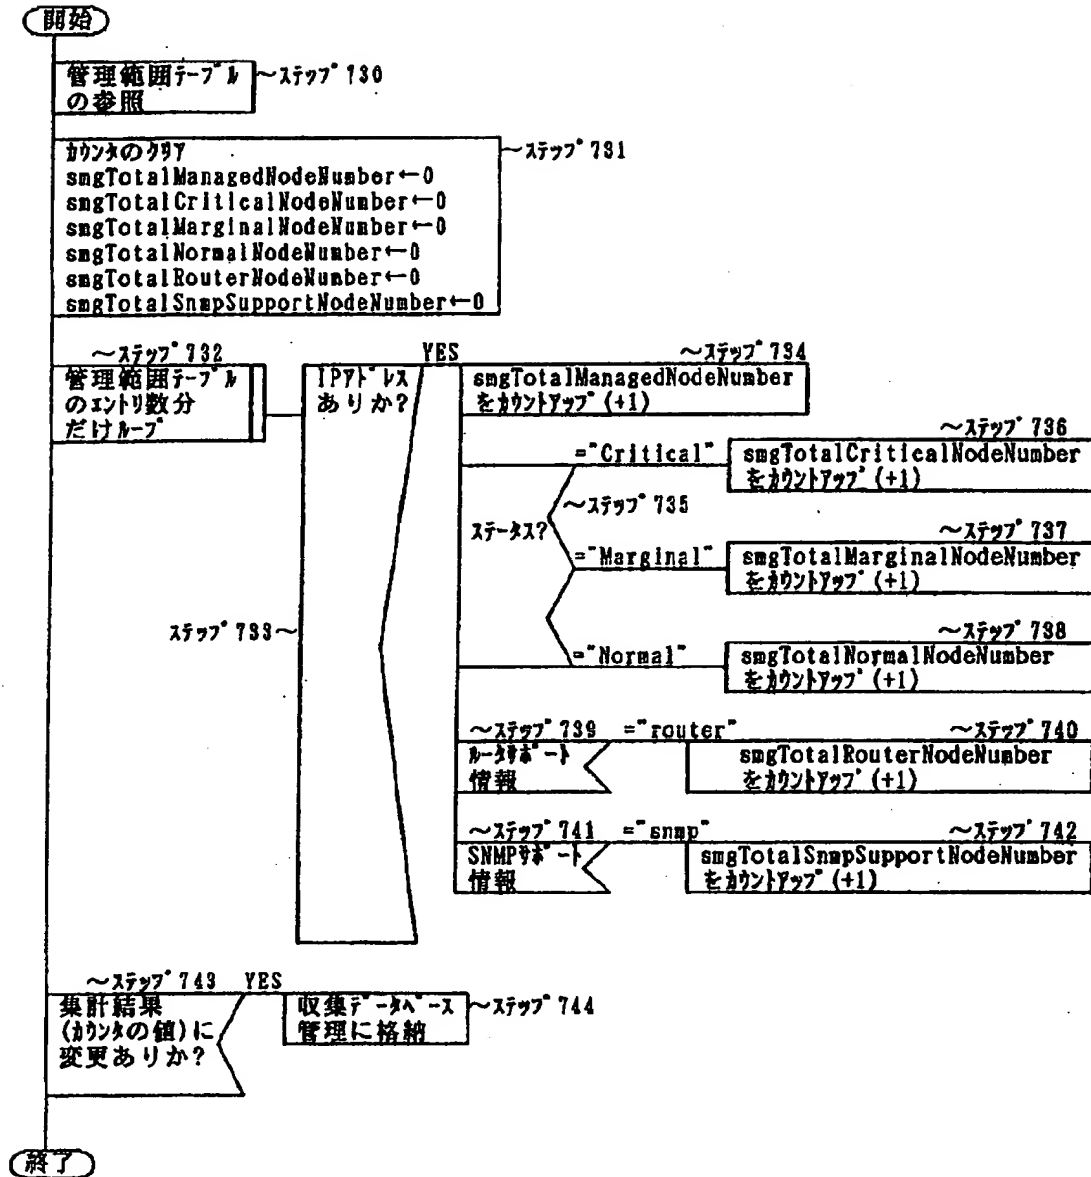 開始
管理範囲テーブル ～ステップ730
の参照
カウンタのクリア ～ステップ731
smgTotalManagedNodeNumber←0
smgTotalCriticalNodeNumber←0
smgTotalMarginalNodeNumber←0
smgTotalNormalNodeNumber←0
smgTotalRouterNodeNumber←0
smgTotalSnmpSupportNodeNumber←0
～ステップ732
管理範囲テーブル
のエントリ数分
だけループ
ステップ733～
IPアドレス
ありか?
YES
～ステップ734
smgTotalManagedNodeNumber
をカウントアップ(+1)
ステータス?
～ステップ735
="Critical"
～ステップ736
smgTotalCriticalNodeNumber
をカウントアップ(+1)
="Marginal"
～ステップ737
smgTotalMarginalNodeNumber
をカウントアップ(+1)
="Normal"
～ステップ738
smgTotalNormalNodeNumber
をカウントアップ(+1)
～ステップ739 ="router"
ルータサポート
情報
～ステップ740
smgTotalRouterNodeNumber
をカウントアップ(+1)
～ステップ741 ="snmp"
SNMPサポート
情報
～ステップ742
smgTotalSnmpSupportNodeNumber
をカウントアップ(+1)
～ステップ743 YES
集計結果
(カウンタの値)に
変更ありか?
収集データベース ～ステップ744
管理に格納
終了